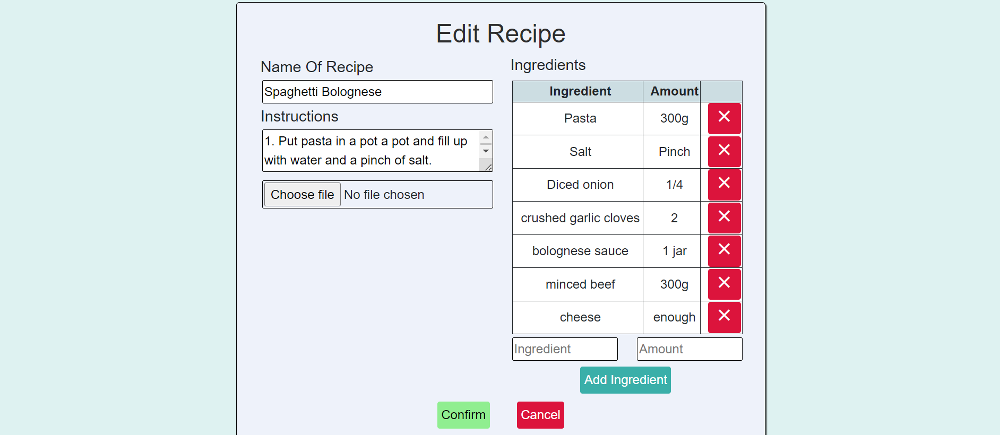 Edit Recipe
Name Of Recipe
Spaghetti Bolognese
Instructions
1. Put pasta in a pot a pot and fill up
with water and a pinch of salt.
Choose file No file chosen
Ingredients
Ingredient Amount
Pasta 300g
Salt Pinch
Diced onion 1/4
crushed garlic cloves 2
bolognese sauce 1 jar
minced beef 300g
cheese enough
Ingredient Amount
Add Ingredient
Confirm Cancel